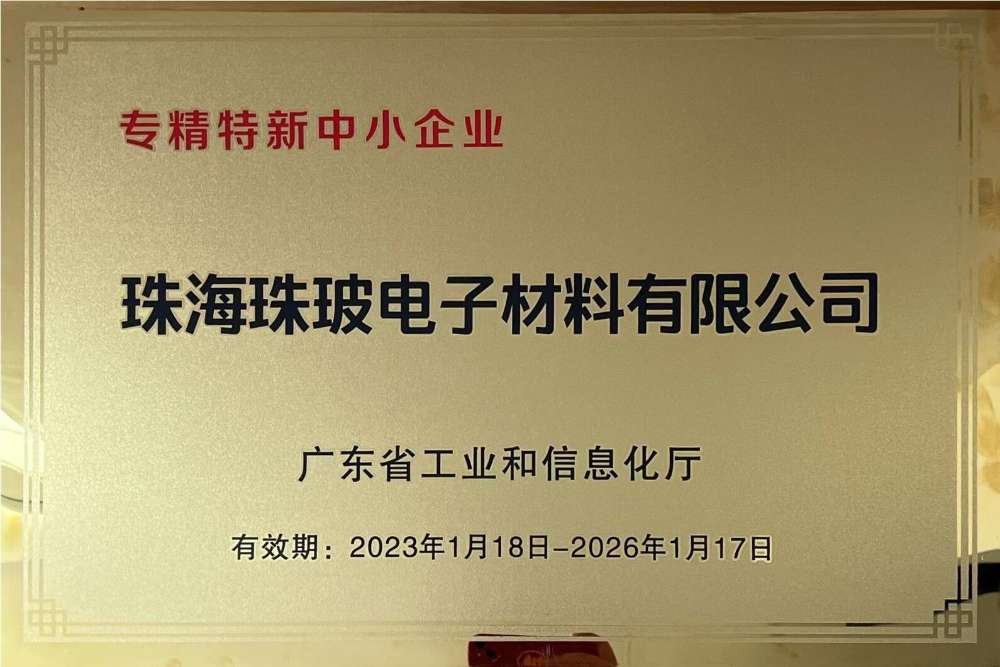 专精特新中小企业
珠海珠玻电子材料有限公司
广东省工业和信息化厅
有效期：2023年1月18日-2026年1月17日